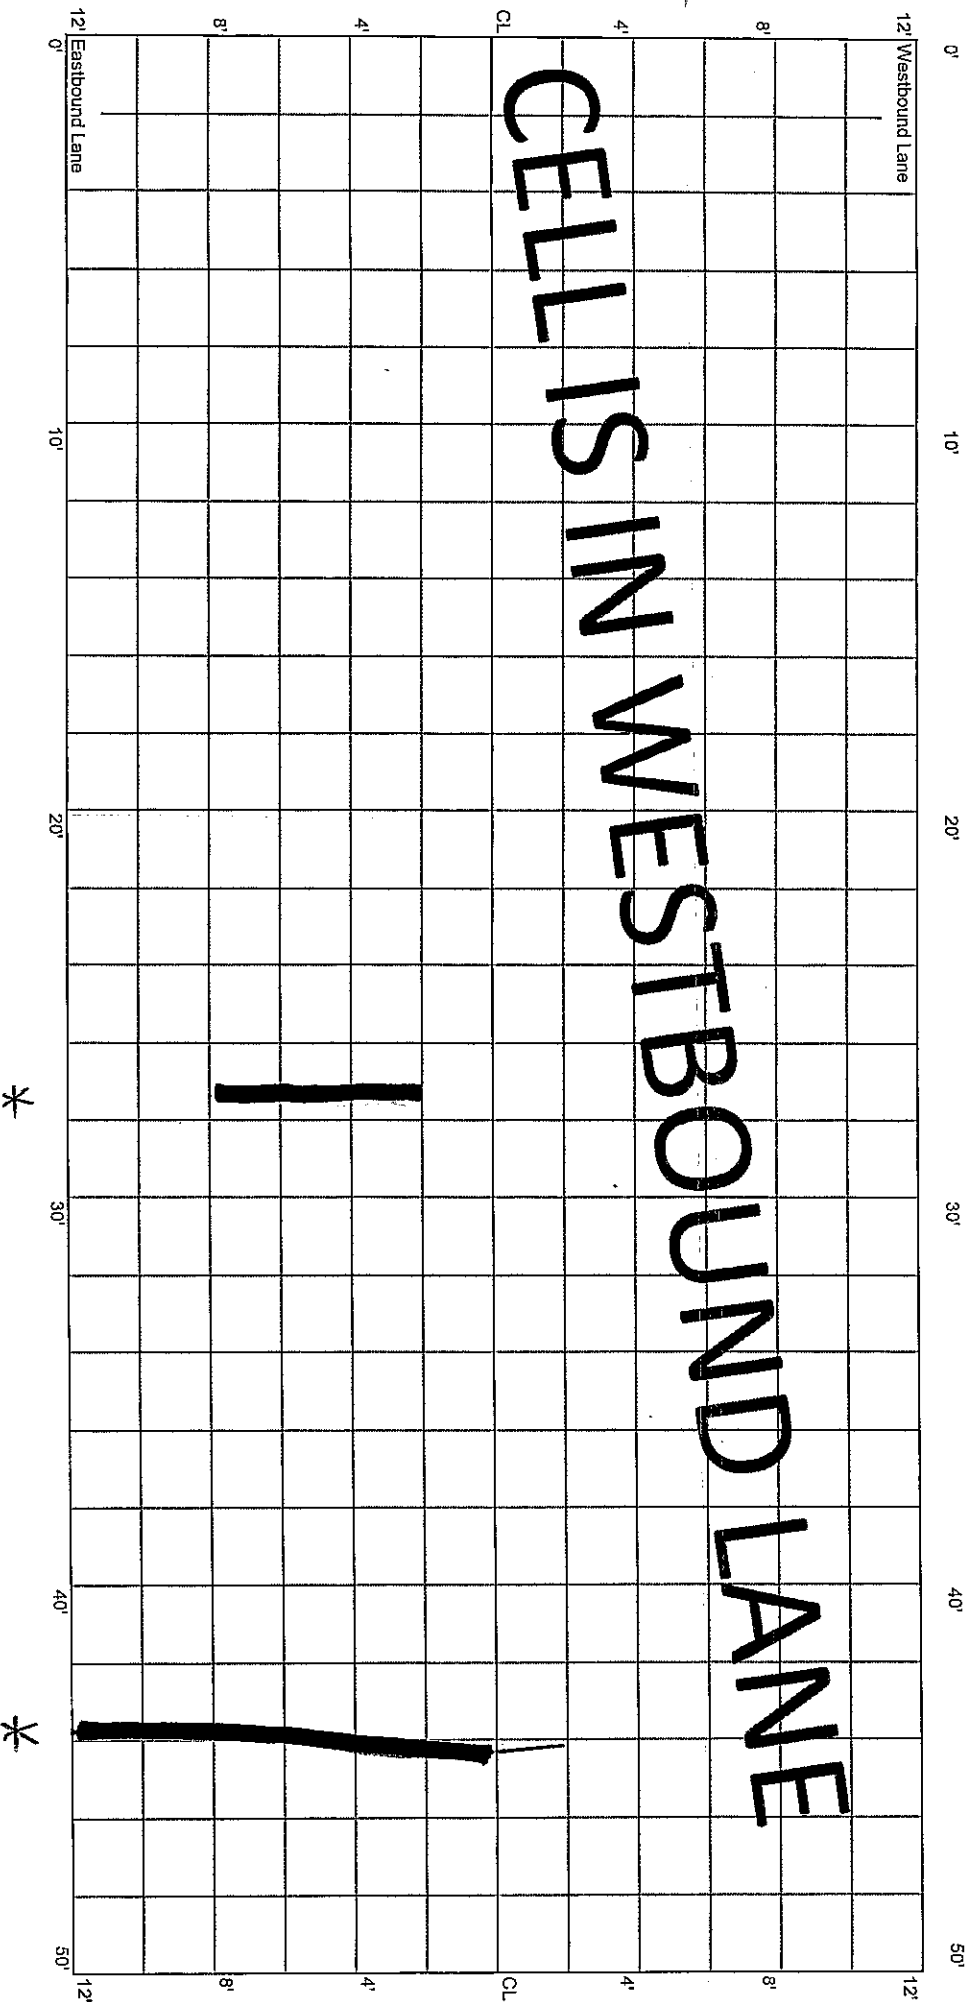 0' 10' 20' 30' 40' 50'
12' Westbound Lane 12'
8' 8'
4' 4'
CL CL
4' 4'
8' 8'
12' Eastbound Lane 12'
0' 10' 20' 30' 40' 50'
CELL IS IN WESTBOUND LANE
* *